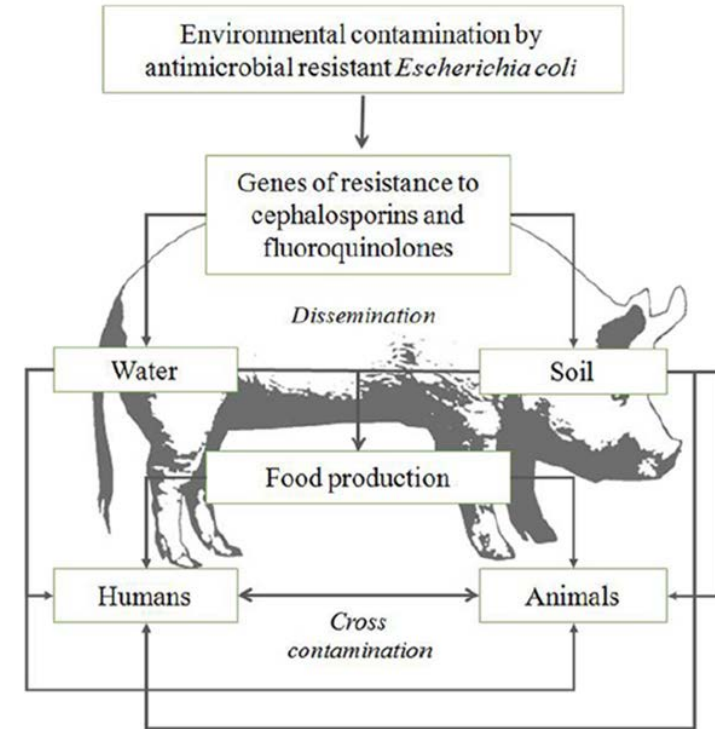 Environmental contamination by
antimicrobial resistant Escherichia coli
Genes of resistance to
cephalosporins and
fluoroquinolones
Dissemination
Water
Soil
Food production
Humans
Animals
Cross
contamination